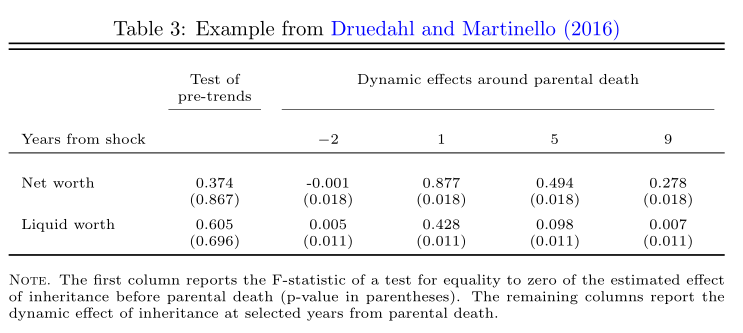 Table 3: Example from Druedahl and Martinello (2016)
Test of pre-trends Dynamic effects around parental death
Years from shock −2 1 5 9
Net worth 0.374 -0.001 0.877 0.494 0.278
(0.867) (0.018) (0.018) (0.018) (0.018)
Liquid worth 0.605 0.005 0.428 0.098 0.007
(0.696) (0.011) (0.011) (0.011) (0.011)
Note. The first column reports the F-statistic of a test for equality to zero of the estimated effect
of inheritance before parental death (p-value in parentheses). The remaining columns report the
dynamic effect of inheritance at selected years from parental death.